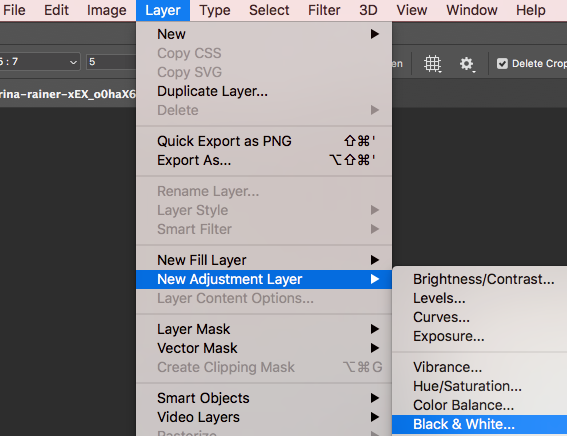 File Edit Image Layer Type Select Filter 3D View Window Help
5 : 7 5 en Delete Crop
rina-rainer-xEX_o0haX6
New
Copy CSS
Copy SVG
Duplicate Layer...
Delete
Quick Export as PNG ⇧⌘'
Export As... ⌥⇧⌘'
Rename Layer...
Layer Style
Smart Filter
New Fill Layer
New Adjustment Layer
Layer Content Options...
Layer Mask
Vector Mask
Create Clipping Mask ⌥⌘G
Smart Objects
Video Layers
Rasterize
Brightness/Contrast...
Levels...
Curves...
Exposure...
Vibrance...
Hue/Saturation...
Color Balance...
Black & White...